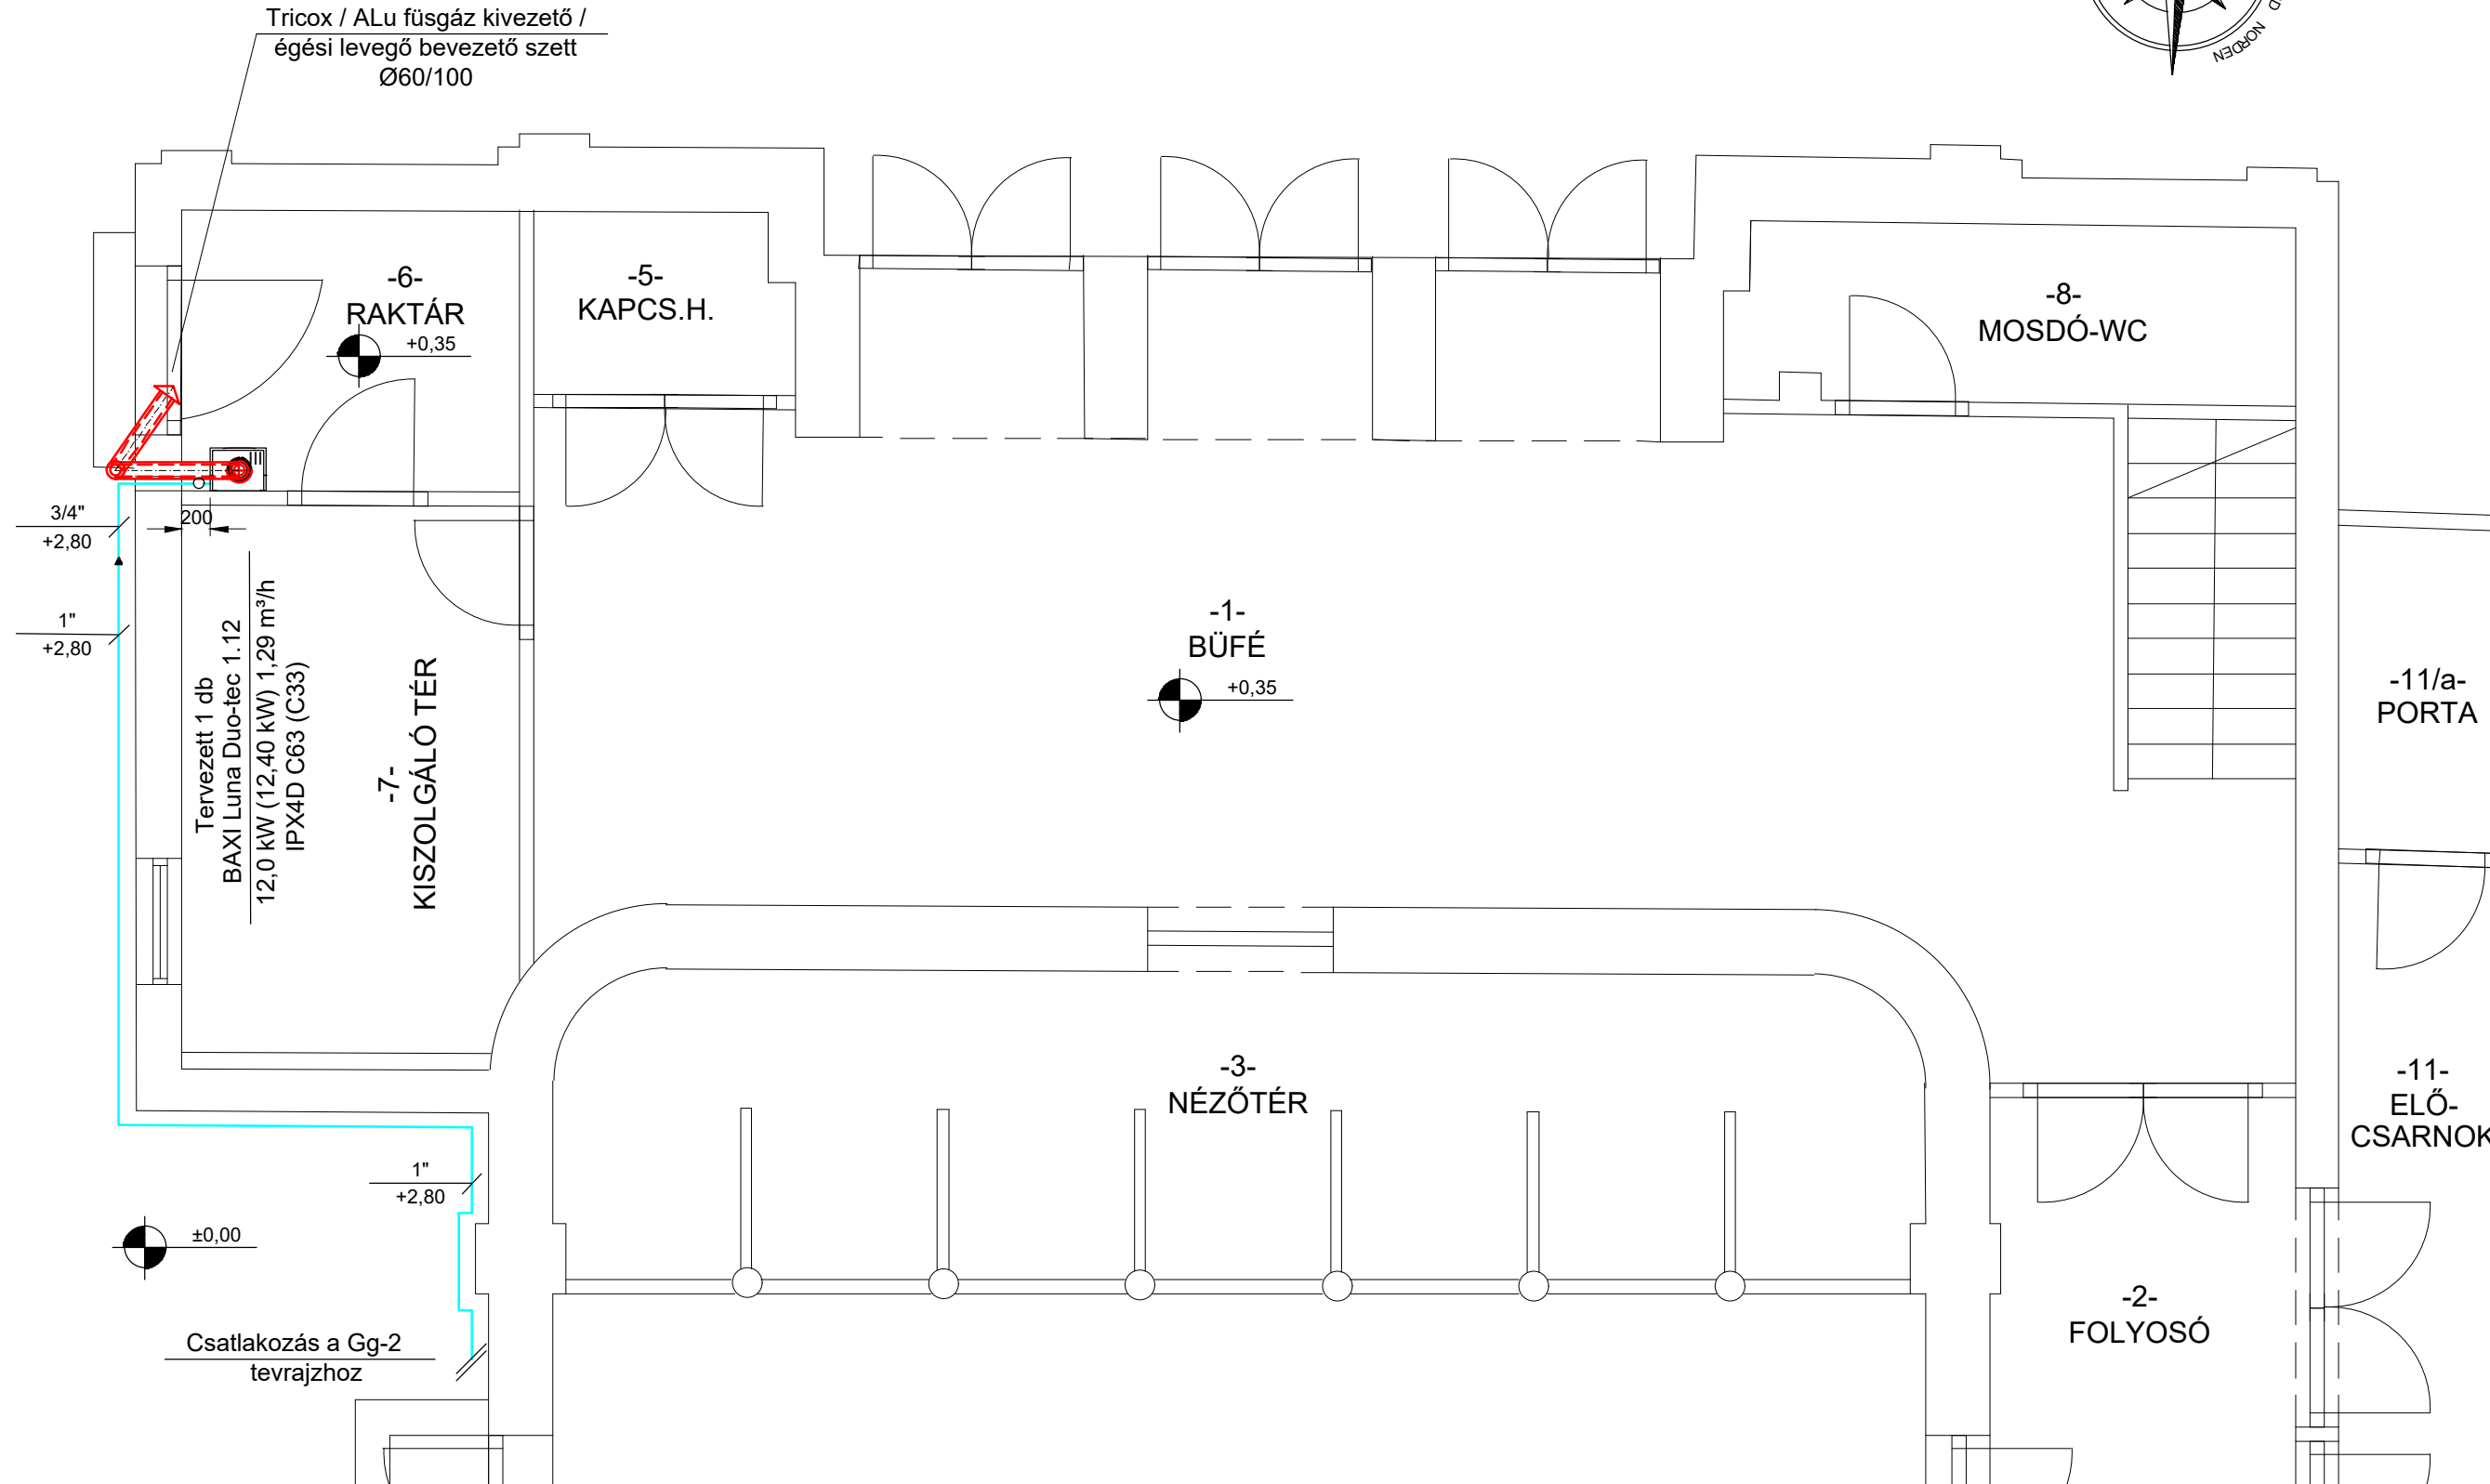 Tricox / ALu füsgáz kivezető /
égési levegő bevezető szett
Ø60/100
NORDEN
-6-
RAKTÁR
+0,35
-5-
KAPCS.H.
-8-
MOSDÓ-WC
3/4"
+2,80
200
1"
+2,80
Tervezett 1 db
BAXI Luna Duo-tec 1.12
12,0 kW (12,40 kW) 1,29 m³/h
IPX4D C63 (C33)
-7-
KISZOLGÁLÓ TÉR
-1-
BÜFÉ
+0,35
-11/a-
PORTA
-3-
NÉZŐTÉR
-11-
ELŐ-
CSARNOK
1"
+2,80
±0,00
-2-
FOLYOSÓ
Csatlakozás a Gg-2
tevrajzhoz